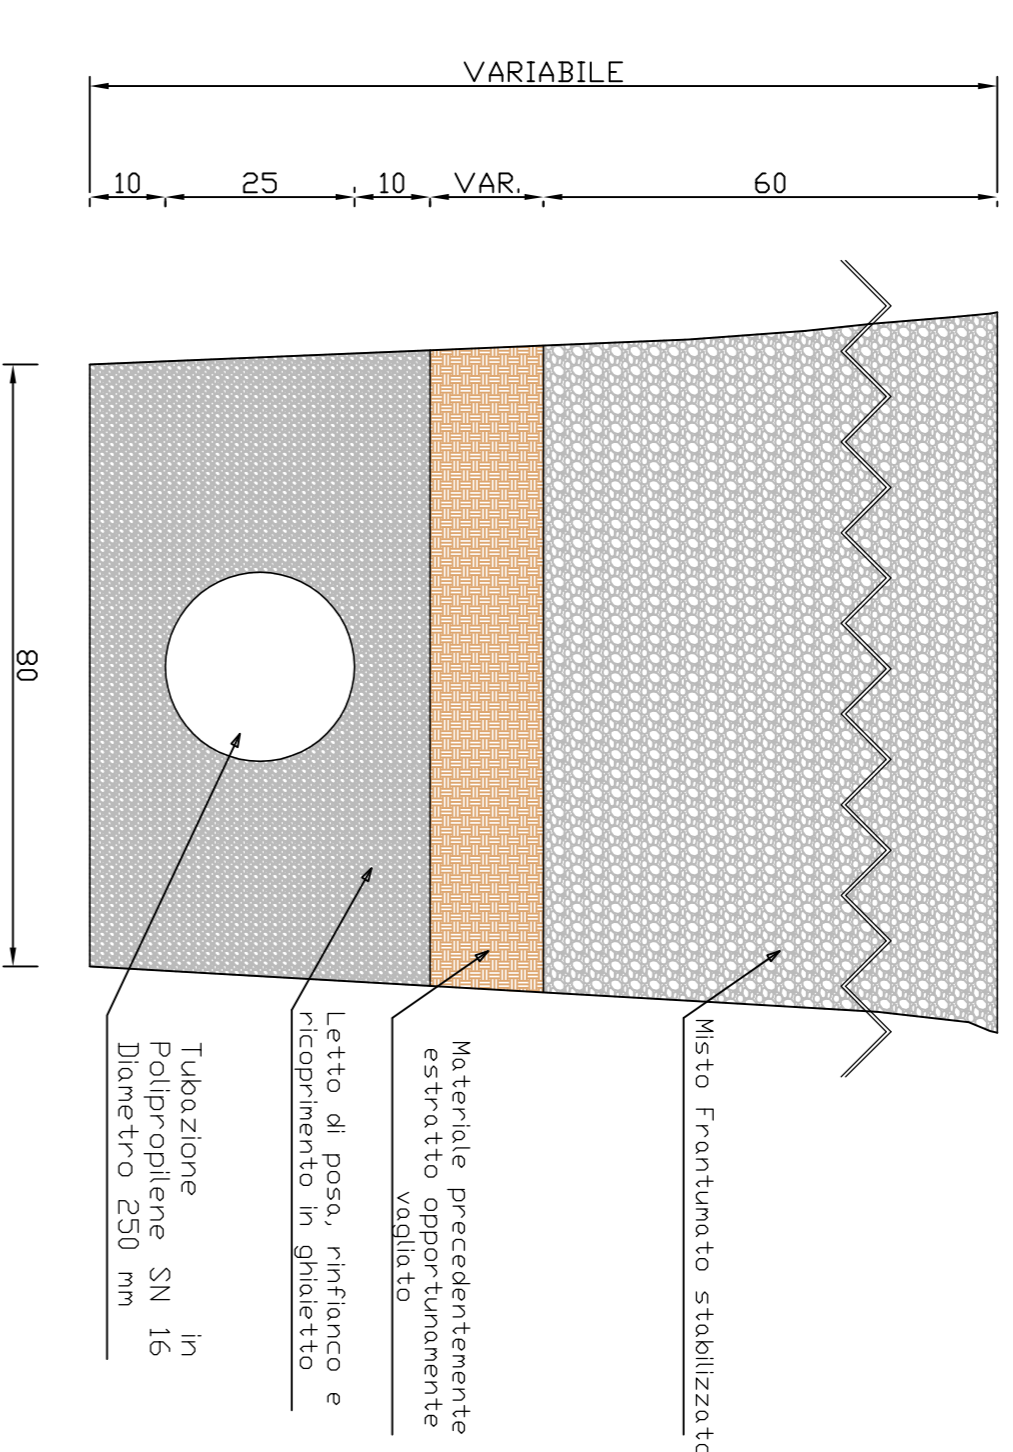 VARIABILE
10
25
10
VAR.
60
80
Misto Frantumato stabilizzato
Materiale precedentemente
estratto opportunamente
vagliato
Letto di posa, rinfianco e
ricoprimento in ghiaietto
Tubazione in
Polipropilene SN 16
Diametro 250 mm